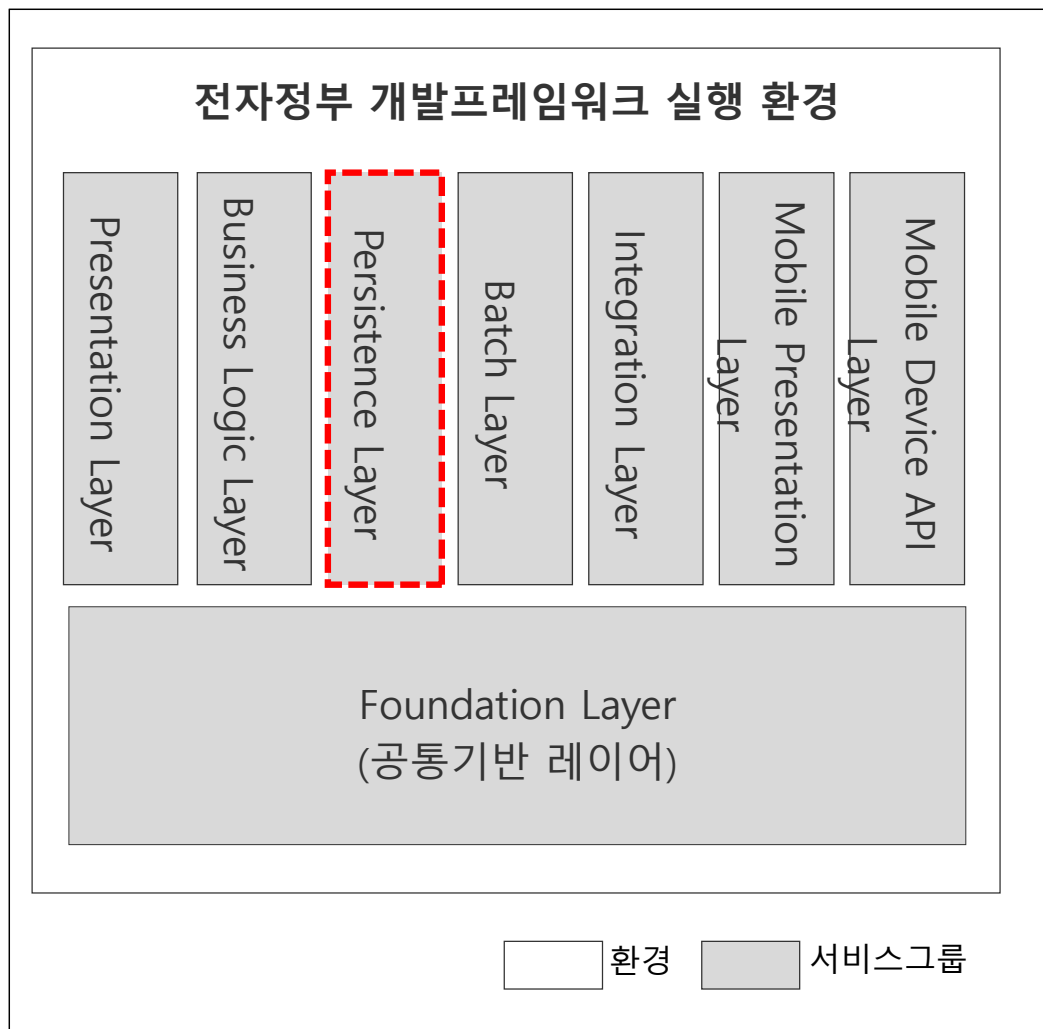 전자정부 개발프레임워크 실행 환경
Presentation Layer
Business Logic Layer
Persistence Layer
Batch Layer
Integration Layer
Mobile Presentation
Layer
Mobile Device API
Layer
Foundation Layer
(공통기반 레이어)
환경
서비스그룹